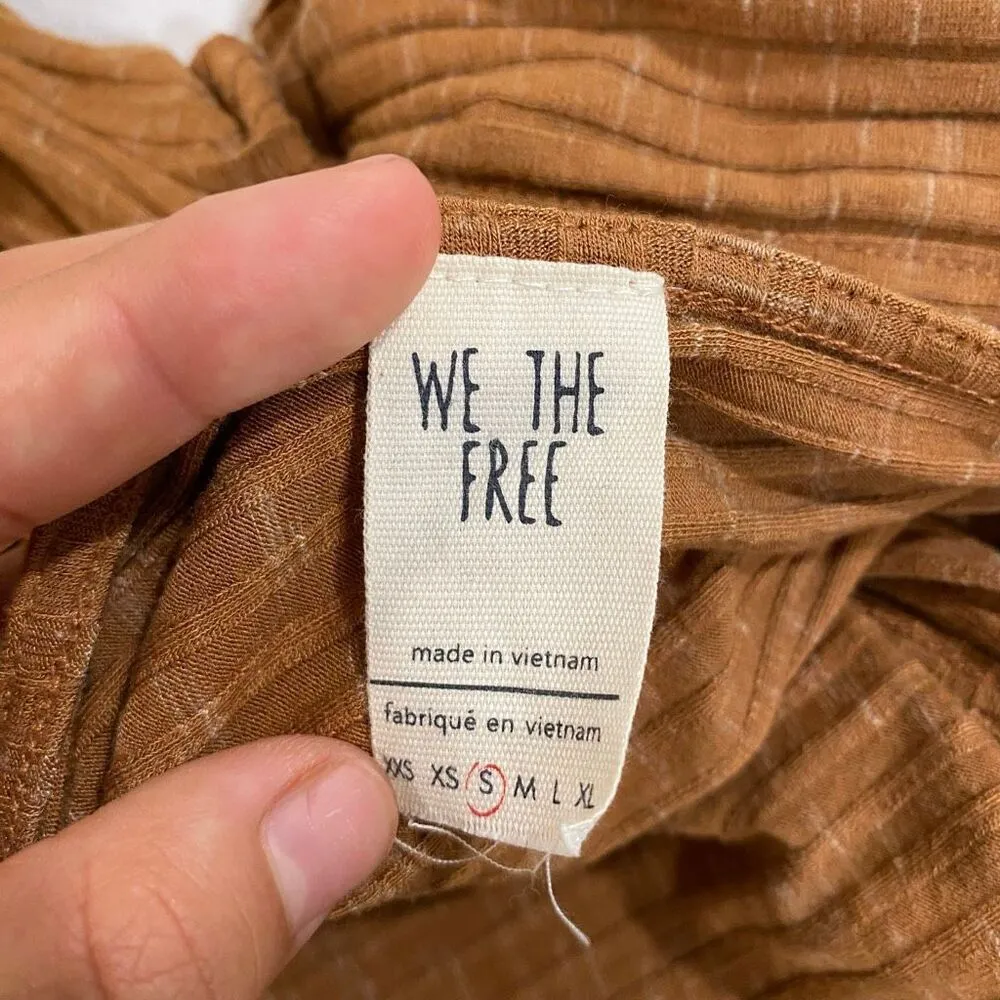 WE THE
FREE
made in vietnam
fabriqué en vietnam
XXS XS S M L XL